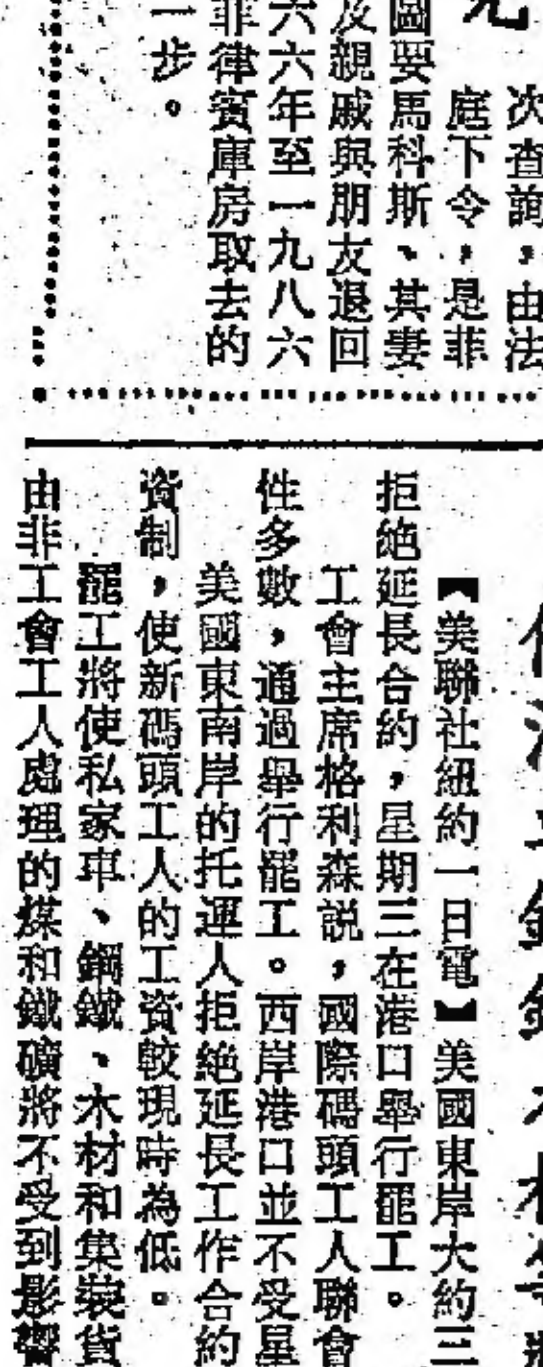 次查詢，由法
庭下令，是菲
圖要馬科斯、其妻
及親戚與朋友退回
六六年至一九八六
菲律賓庫房取去的
一步。
【美聯社紐約一日電】美國東岸大約三
拒絕延長合約，星期三在港口舉行罷工。
工會主席格利森説，國際碼頭工人聯會
件多數，通過舉行罷工。西岸港口並不受星
美國東南岸的托運人拒絕延長工作合約
資制，使新碼頭工人的工資較現時為低。
罷工將使私家車、鋼鐵、木材和集裝貨
由非工會工人處理的煤和鐵礦將不受到影響